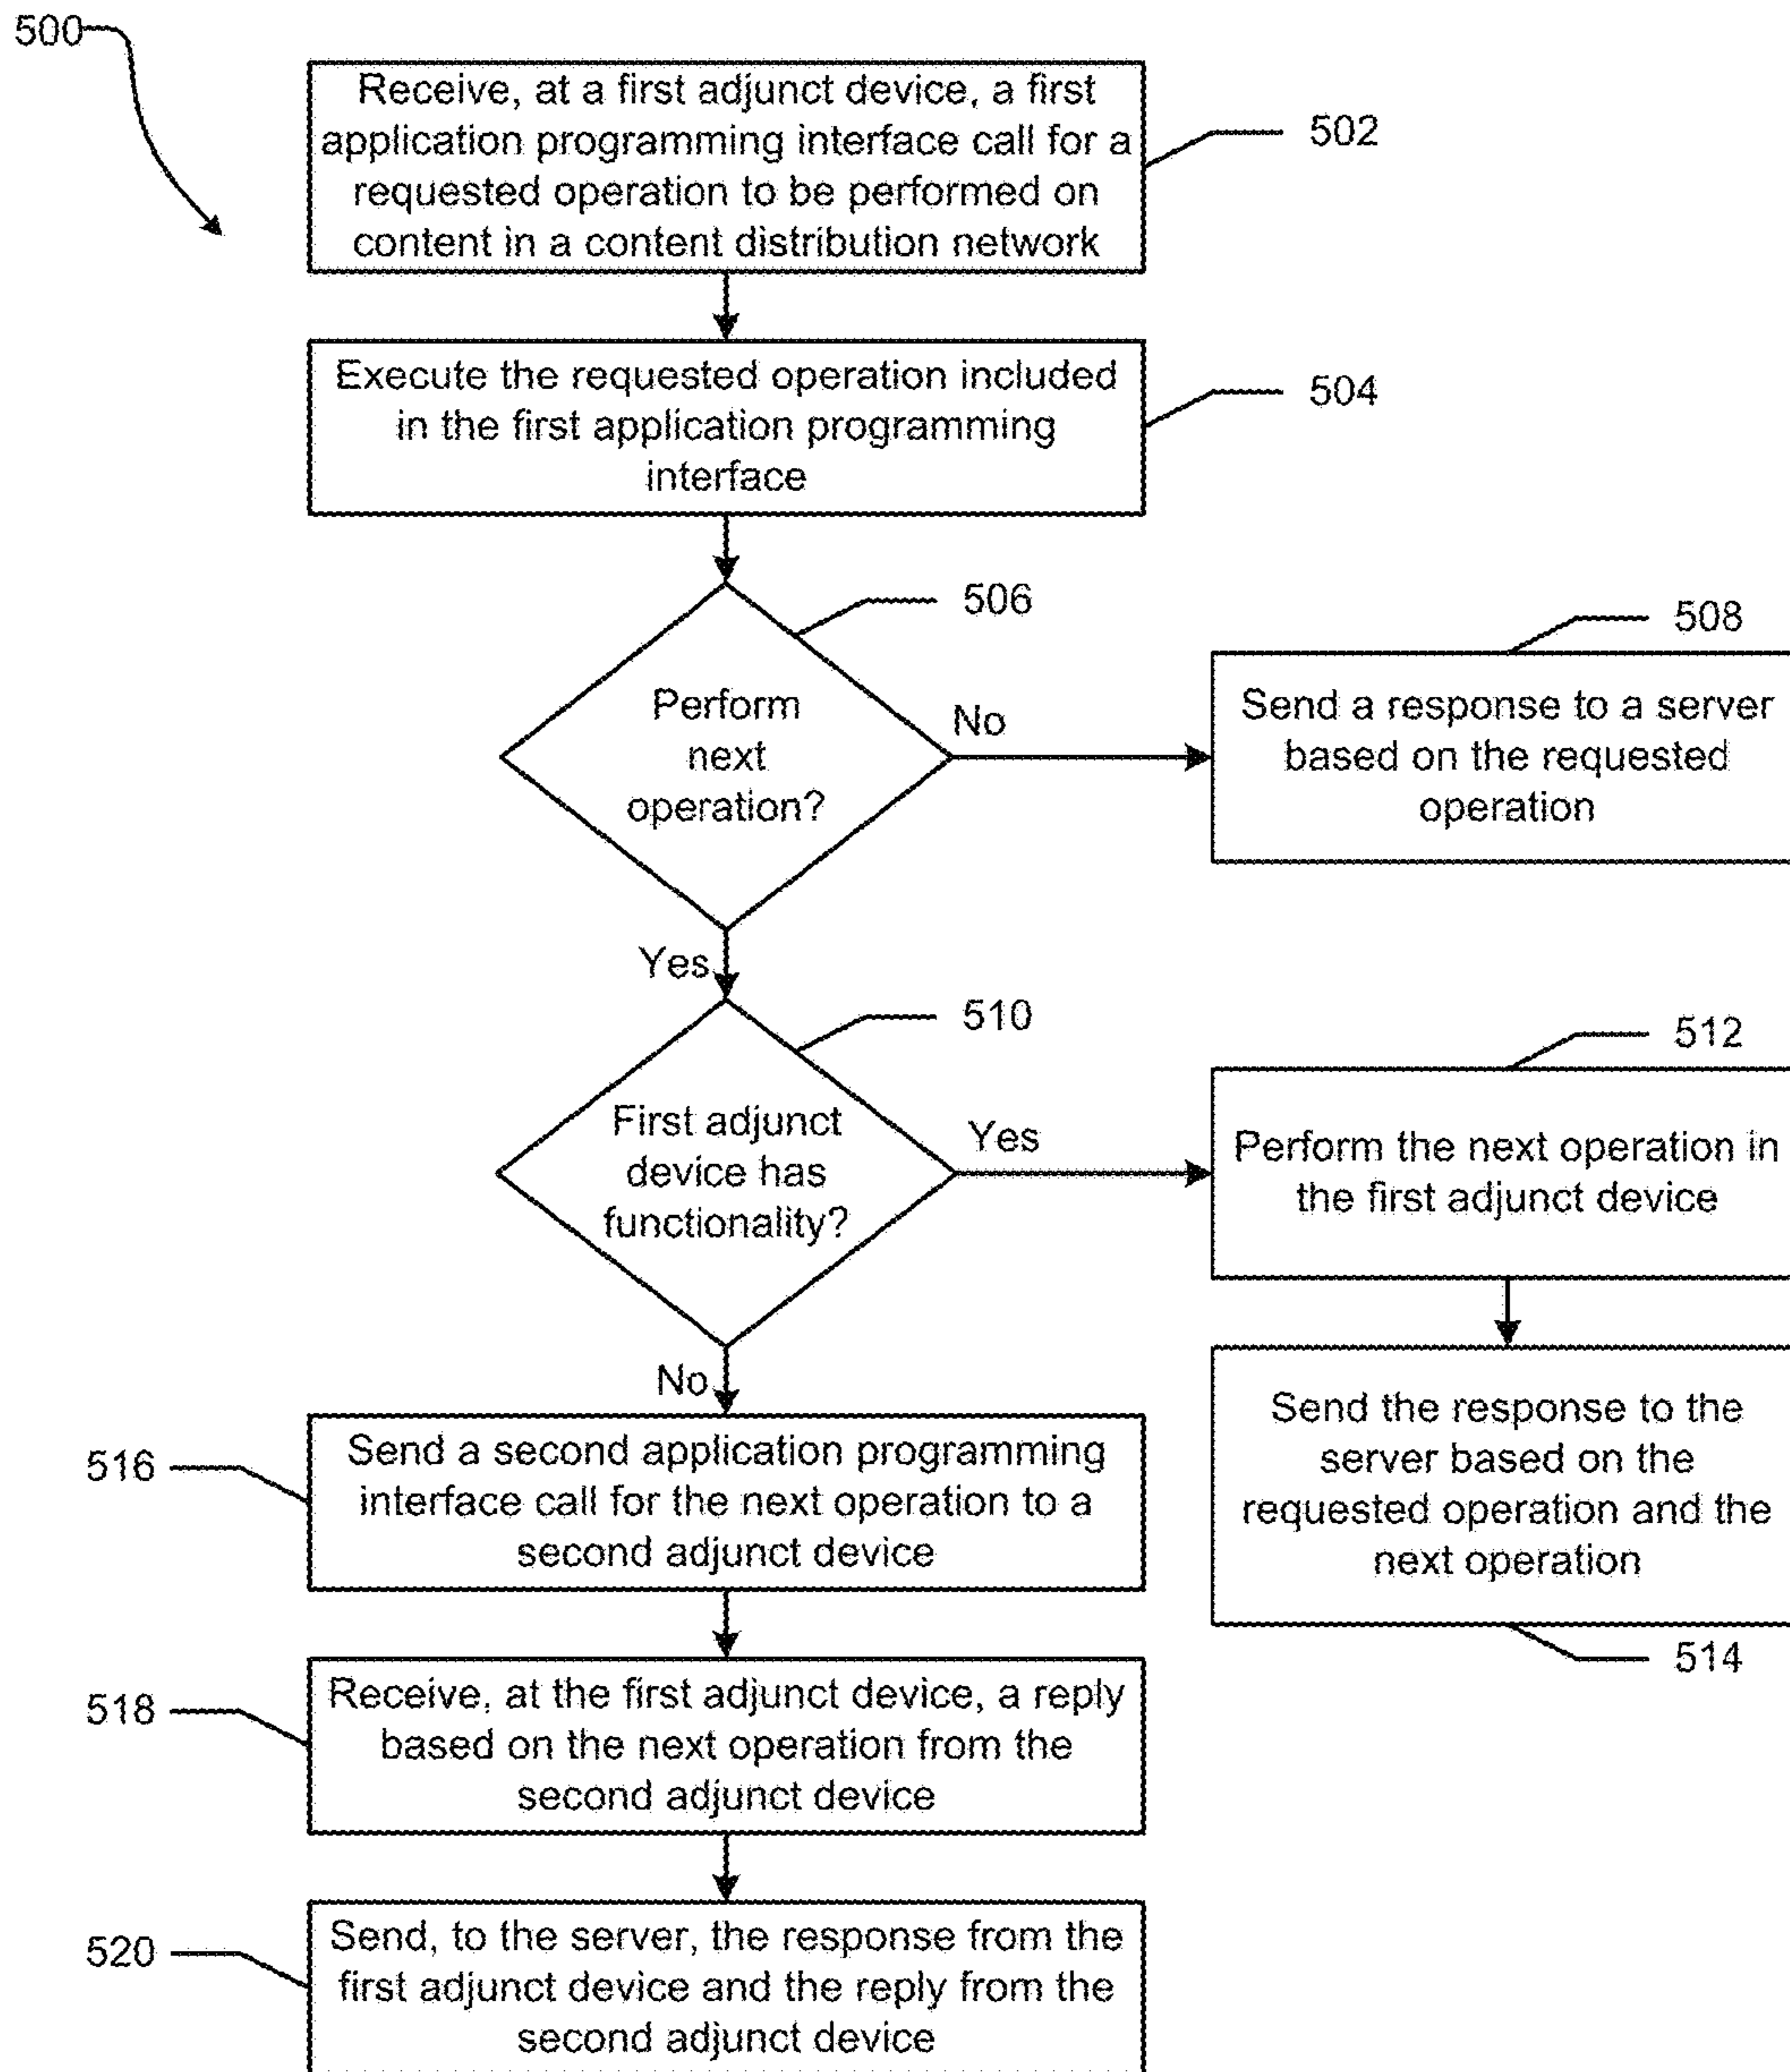 500
Receive, at a first adjunct device, a first
application programming interface call for a
requested operation to be performed on
content in a content distribution network
502
Execute the requested operation included
in the first application programming
interface
504
506
Perform
next
operation?
No
508
Send a response to a server
based on the requested
operation
Yes
510
First adjunct
device has
functionality?
Yes
512
Perform the next operation in
the first adjunct device
Send the response to the
server based on the
requested operation and the
next operation
514
No
516
Send a second application programming
interface call for the next operation to a
second adjunct device
518
Receive, at the first adjunct device, a reply
based on the next operation from the
second adjunct device
520
Send, to the server, the response from the
first adjunct device and the reply from the
second adjunct device